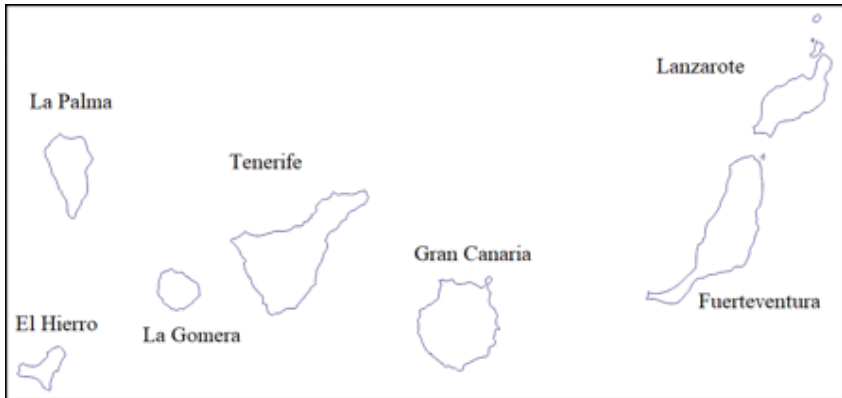 Lanzarote
La Palma
Tenerife
Gran Canaria
Fuerteventura
El Hierro
La Gomera